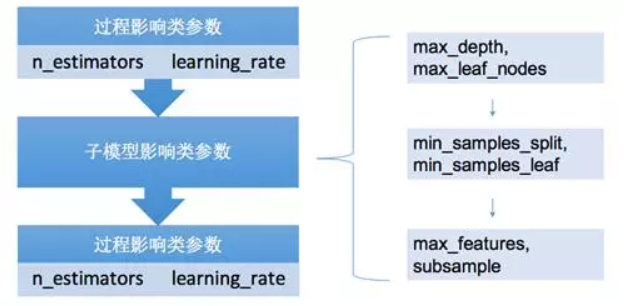 过程影响类参数
n_estimators learning_rate
子模型影响类参数
过程影响类参数
n_estimators learning_rate
max_depth,
max_leaf_nodes
min_samples_split,
min_samples_leaf
max_features,
subsample